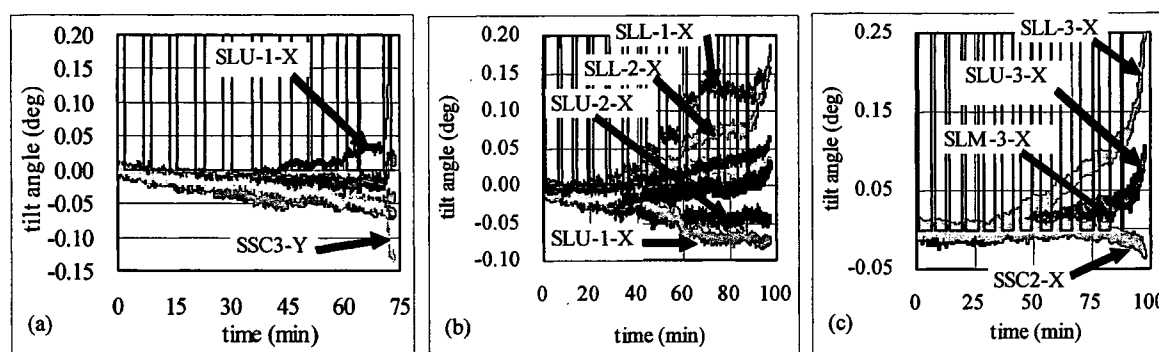 0.20
0.15
0.10
0.05
0.00
-0.05
-0.10
-0.15
tilt angle (deg)
SLU-1-X
SSC3-Y
0 15 30 45 60 75
time (min)
(a)
0.20
0.15
0.10
0.05
0.00
-0.05
-0.10
tilt angle (deg)
SLL-1-X
SLL-2-X
SLU-2-X
SLU-1-X
0 20 40 60 80 100
time (min)
(b)
0.25
0.15
0.05
-0.05
tilt angle (deg)
SLL-3-X
SLU-3-X
SLM-3-X
SSC2-X
0 25 50 75 100
time (min)
(c)